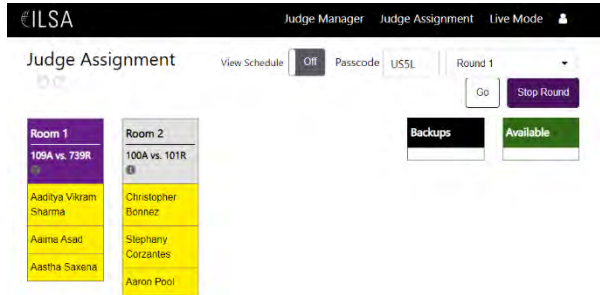 ILSA
Judge Manager Judge Assignment Live Mode
Judge Assignment
View Schedule Off Passcode US5L Round 1
Go Stop Round
Room 1
109A vs. 739R
Aaditya Vikram
Sharma
Aaima Asad
Aastha Saxena
Room 2
100A vs. 101R
Christopher
Bonnez
Stephany
Corzantes
Aaron Pool
Backups
Available